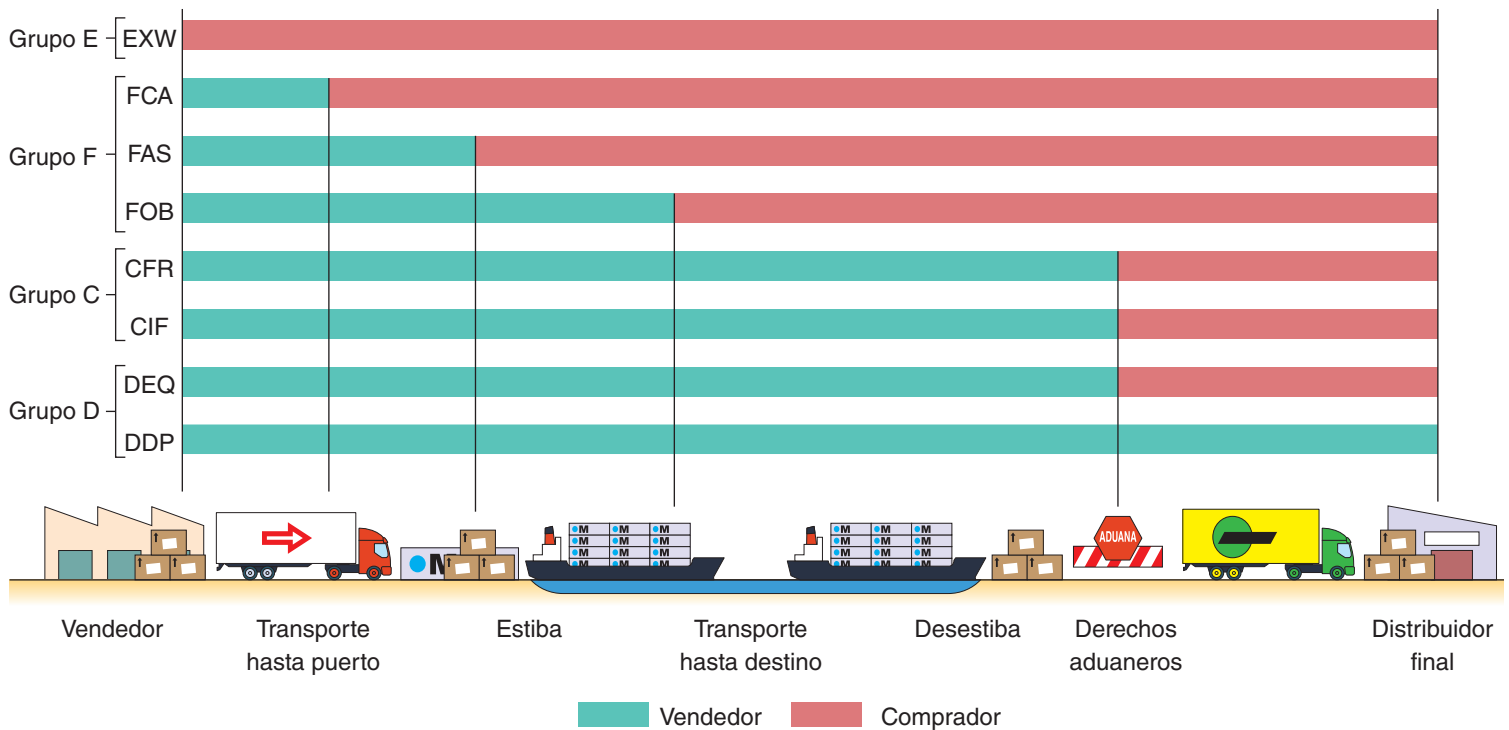 Grupo E
EXW
Grupo F
FCA
FAS
FOB
Grupo C
CFR
CIF
Grupo D
DEQ
DDP
M
M M M
M M M
M M M
M M M
M M M
M M M
M M M
M M M
ADUANA
Vendedor
Transporte
hasta puerto
Estiba
Transporte
hasta destino
Desestiba
Derechos
aduaneros
Distribuidor
final
Vendedor
Comprador